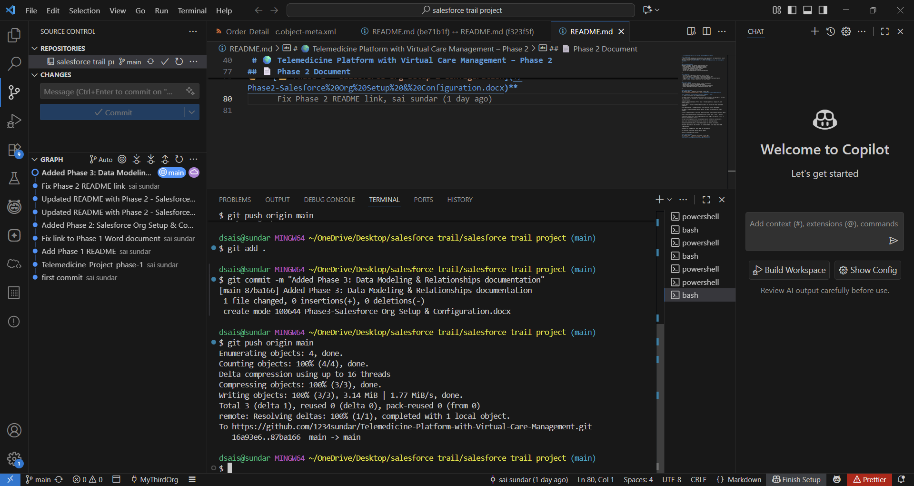 File Edit Selection View Go Run Terminal Help
salesforce trail project
SOURCE CONTROL
REPOSITORIES
salesforce trail pr main
CHANGES
Message (Ctrl+Enter to commit on "...
Commit
GRAPH Auto
Added Phase 3: Data Modelin... main
Fix Phase 2 README link sai sundar
Updated README with Phase 2 - Salesforce...
Updated README with Phase 2 - Salesforce...
Added Phase 2: Salesforce Org Setup & Co...
Fix link to Phase 1 Word document sai sundar
Add Phase 1 README sai sundar
Telemedicine Project phase-1 sai sundar
first commit sai sundar
Order Detail c.object-meta.xml
README.md (be71b1f) ↔ README.md (f323f5f)
README.md
README.md > # Telemedicine Platform with Virtual Care Management – Phase 2 > ## Phase 2 Document
40 # Telemedicine Platform with Virtual Care Management – Phase 2
77 ## Phase 2 Document
Phase2-Salesforce%20Org%20Setup%20&%20Configuration.docx)**
80 Fix Phase 2 README link, sai sundar (1 day ago)
81
PROBLEMS OUTPUT DEBUG CONSOLE TERMINAL PORTS HISTORY
$ git push origin main
dsais@sundar MINGW64 ~/OneDrive/Desktop/salesforce trail/salesforce trail project (main)
$ git add .
dsais@sundar MINGW64 ~/OneDrive/Desktop/salesforce trail/salesforce trail project (main)
$ git commit -m "Added Phase 3: Data Modeling & Relationships documentation"
[main 87ba166] Added Phase 3: Data Modeling & Relationships documentation
1 file changed, 0 insertions(+), 0 deletions(-)
create mode 100644 Phase3-Salesforce Org Setup & Configuration.docx
dsais@sundar MINGW64 ~/OneDrive/Desktop/salesforce trail/salesforce trail project (main)
$ git push origin main
Enumerating objects: 4, done.
Counting objects: 100% (4/4), done.
Delta compression using up to 16 threads
Compressing objects: 100% (3/3), done.
Writing objects: 100% (3/3), 3.14 MiB | 1.77 MiB/s, done.
Total 3 (delta 1), reused 0 (delta 0), pack-reused 0 (from 0)
remote: Resolving deltas: 100% (1/1), completed with 1 local object.
To https://github.com/1234sundar/Telemedicine-Platform-with-Virtual-Care-Management.git
16a93e6..87ba166 main -> main
dsais@sundar MINGW64 ~/OneDrive/Desktop/salesforce trail/salesforce trail project (main)
$
powershell
bash
powershell
bash
powershell
powershell
bash
CHAT
Welcome to Copilot
Let's get started
Add context (#), extensions (@), commands
Build Workspace
Show Config
Review AI output carefully before use.
main 0 0 MyThirdOrg sai sundar (1 day ago) Ln 80, Col 1 Spaces: 4 UTF-8 CRLF {} Markdown Finish Setup Prettier